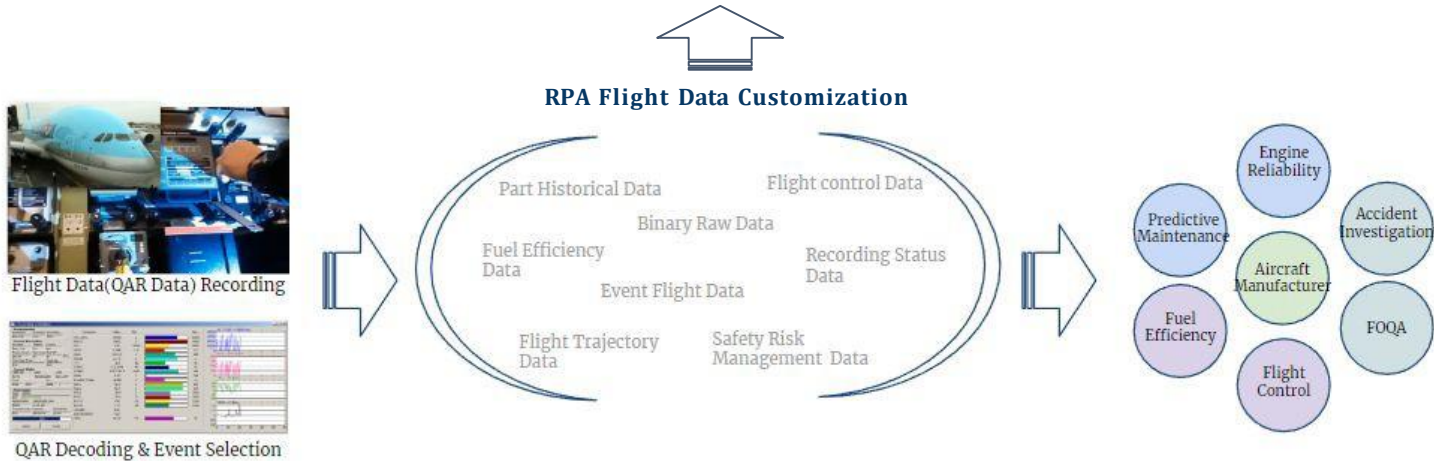 RPA Flight Data Customization
Flight Data(QAR Data) Recording
QAR Decoding & Event Selection
Part Historical Data
Flight control Data
Binary Raw Data
Fuel Efficiency
Data
Recording Status
Data
Event Flight Data
Flight Trajectory
Data
Safety Risk
Management Data
Engine
Reliability
Predictive
Maintenance
Accident
Investigation
Aircraft
Manufacturer
Fuel
Efficiency
FOQA
Flight
Control